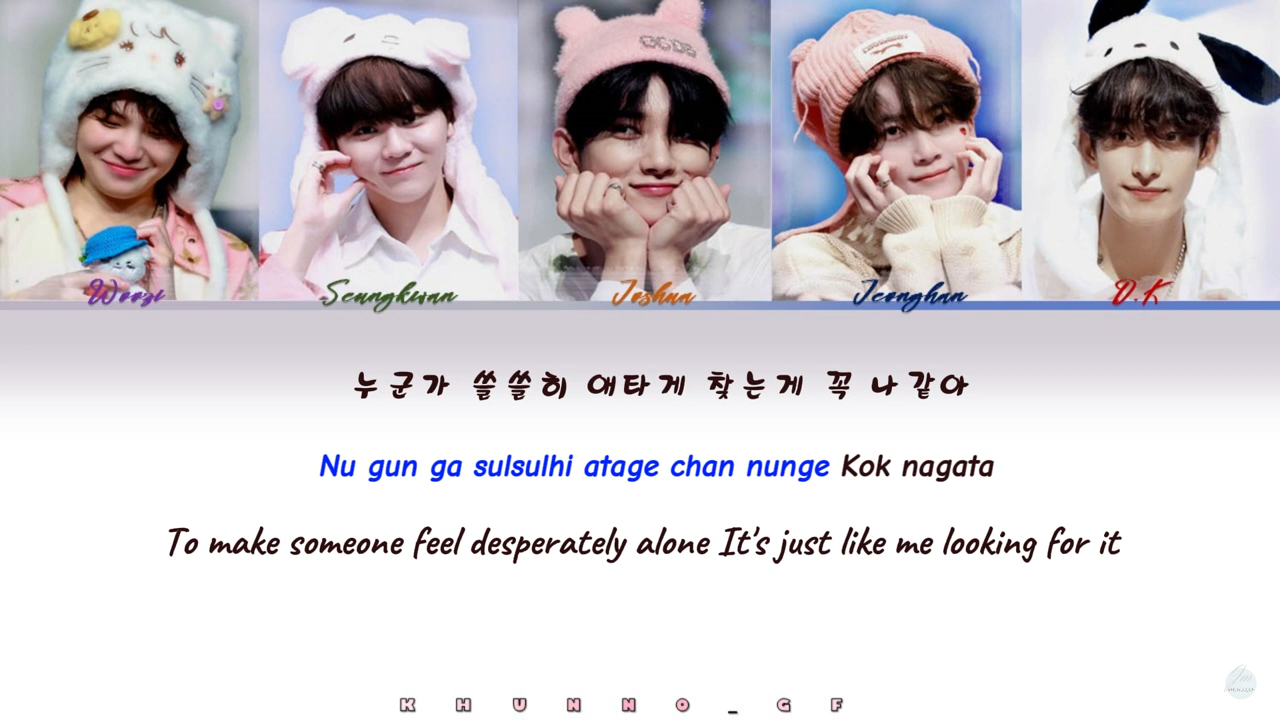 Woozi Seungkwan Joshua Jeonghan D.K
누군가 쓸쓸히 애타게 찾는게 꼭 나같아
Nu gun ga sulsulhi atage chan nunge Kok nagata
To make someone feel desperately alone It's just like me looking for it
KHUNNO_GF